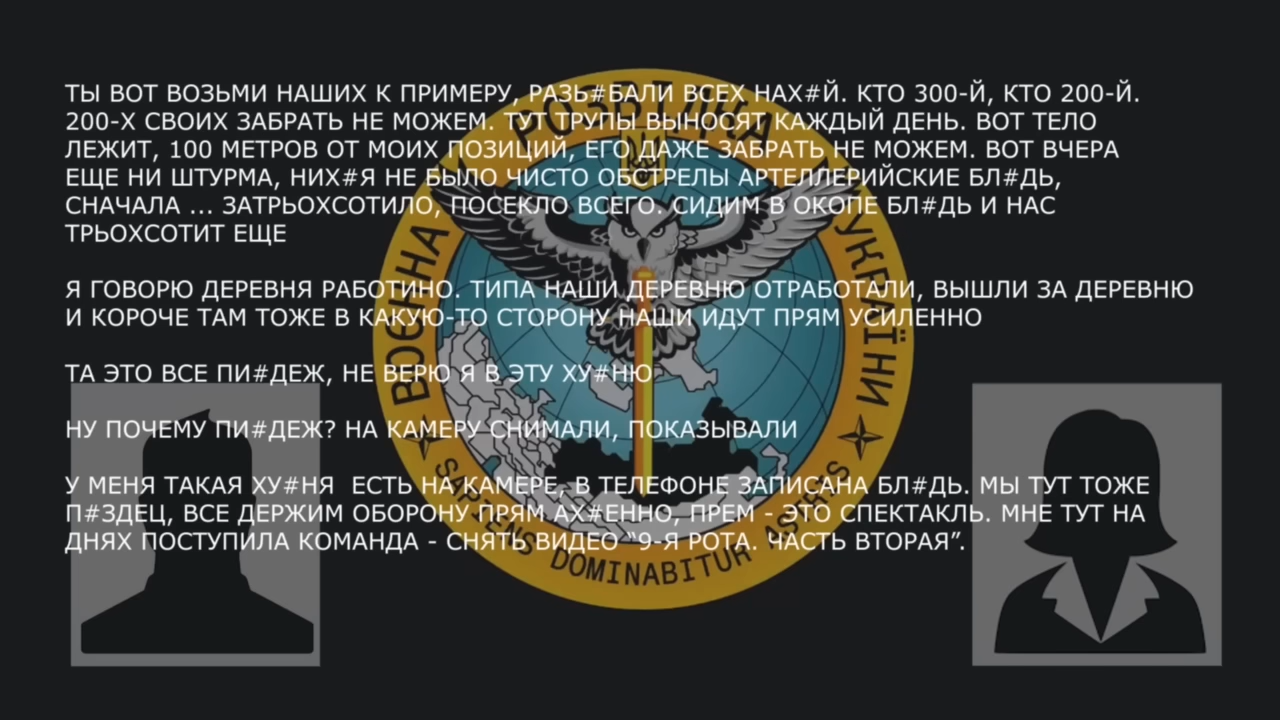 ТЫ ВОТ ВОЗЬМИ НАШИХ К ПРИМЕРУ, РАЗЬ#БАЛИ ВСЕХ НАХ#Й. КТО 300-Й, КТО 200-Й.
200-Х СВОИХ ЗАБРАТЬ НЕ МОЖЕМ. ТУТ ТРУПЫ ВЫНОСЯТ КАЖДЫЙ ДЕНЬ. ВОТ ТЕЛО
ЛЕЖИТ, 100 МЕТРОВ ОТ МОИХ ПОЗИЦИЙ, ЕГО ДАЖЕ ЗАБРАТЬ НЕ МОЖЕМ. ВОТ ВЧЕРА
ЕЩЕ НИ ШТУРМА, НИХ#Я НЕ БЫЛО ЧИСТО ОБСТРЕЛЫ АРТЕЛЛЕРИЙСКИЕ БЛ#ДЬ,
СНАЧАЛА ... ЗАТРЬОХСОТИЛО, ПОСЕКЛО ВСЕГО. СИДИМ В ОКОПЕ БЛ#ДЬ И НАС
ТРЬОХСОТИТ ЕЩЕ
Я ГОВОРЮ ДЕРЕВНЯ РАБОТИНО. ТИПА НАШИ ДЕРЕВНЮ ОТРАБОТАЛИ, ВЫШЛИ ЗА ДЕРЕВНЮ
И КОРОЧЕ ТАМ ТОЖЕ В КАКУЮ-ТО СТОРОНУ НАШИ ИДУТ ПРЯМ УСИЛЕННО
ТА ЭТО ВСЕ ПИ#ДЕЖ, НЕ ВЕРЮ Я В ЭТУ ХУ#НЮ
НУ ПОЧЕМУ ПИ#ДЕЖ? НА КАМЕРУ СНИМАЛИ, ПОКАЗЫВАЛИ
У МЕНЯ ТАКАЯ ХУ#НЯ ЕСТЬ НА КАМЕРЕ, В ТЕЛЕФОНЕ ЗАПИСАНА БЛ#ДЬ. МЫ ТУТ ТОЖЕ
П#ЗДЕЦ, ВСЕ ДЕРЖИМ ОБОРОНУ ПРЯМ АХ#ЕННО, ПРЕМ - ЭТО СПЕКТАКЛЬ. МНЕ ТУТ НА
ДНЯХ ПОСТУПИЛА КОМАНДА - СНЯТЬ ВИДЕО “9-Я РОТА. ЧАСТЬ ВТОРАЯ”.
ВОЄННА РОЗВІДКА УКРАЇНИ
SAPIENS DOMINABITUR ASTRIS